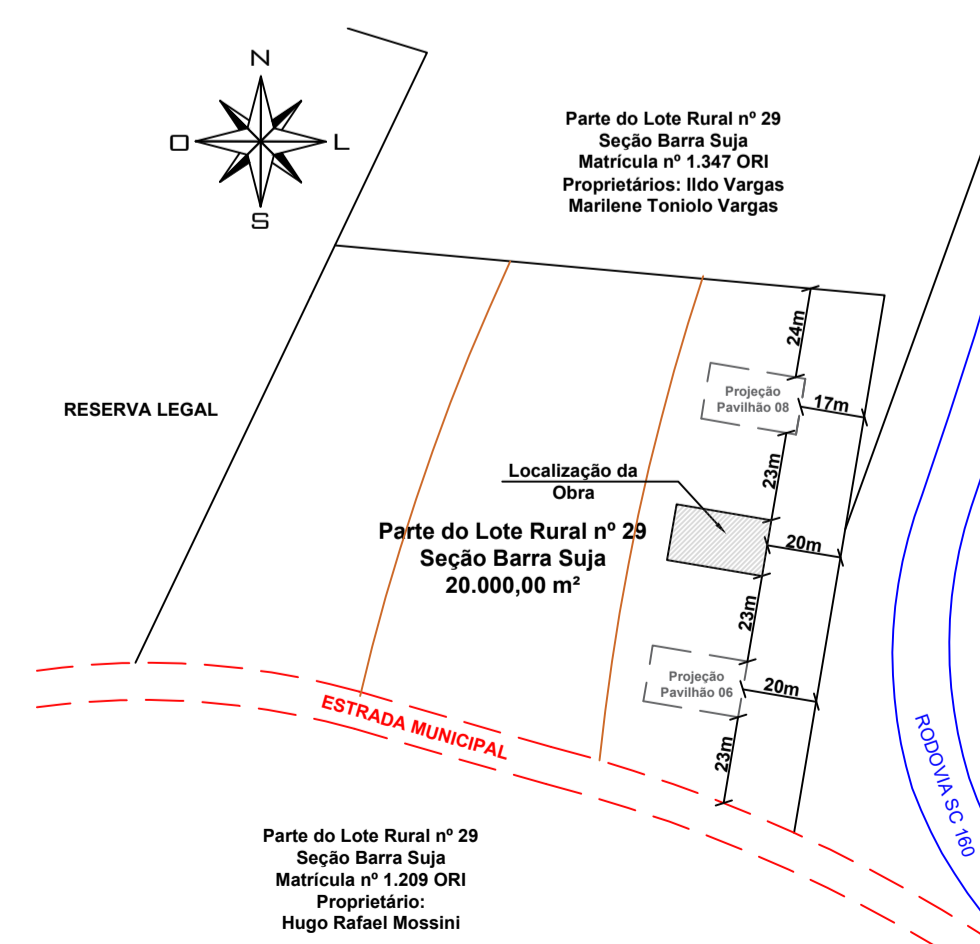 N
O
L
S
Parte do Lote Rural nº 29
Seção Barra Suja
Matrícula nº 1.347 ORI
Proprietários: Ildo Vargas
Marilene Toniolo Vargas
24m
Projeção
Pavilhão 08
17m
RESERVA LEGAL
23m
Localização da
Obra
Parte do Lote Rural nº 29
Seção Barra Suja
20.000,00 m²
20m
23m
Projeção
Pavilhão 06
20m
ESTRADA MUNICIPAL
23m
RODOVIA SC 160
Parte do Lote Rural nº 29
Seção Barra Suja
Matrícula nº 1.209 ORI
Proprietário:
Hugo Rafael Mossini